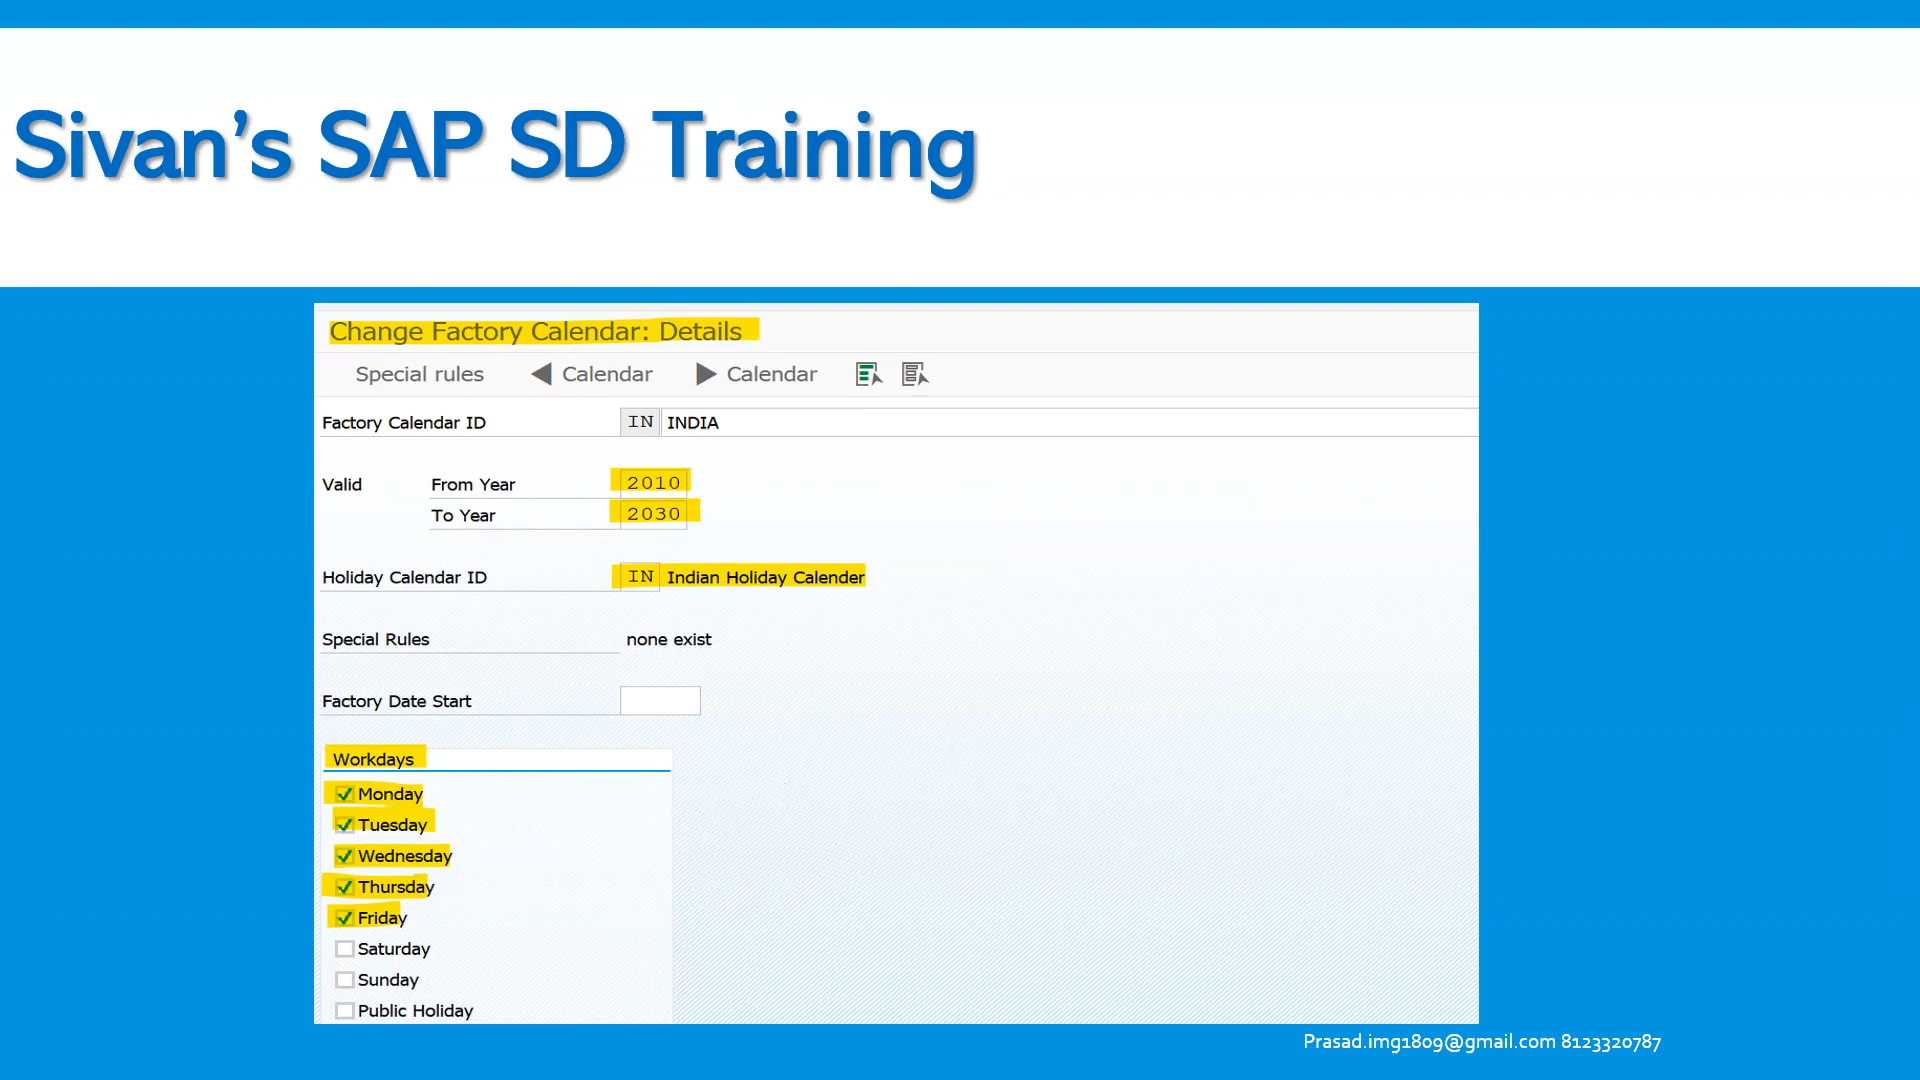 Sivan's SAP SD Training
Change Factory Calendar: Details
Special rules Calendar Calendar
Factory Calendar ID IN INDIA
Valid From Year 2010
To Year 2030
Holiday Calendar ID IN Indian Holiday Calender
Special Rules none exist
Factory Date Start
Workdays
Monday
Tuesday
Wednesday
Thursday
Friday
Saturday
Sunday
Public Holiday
Prasad.img1809@gmail.com 8123320787